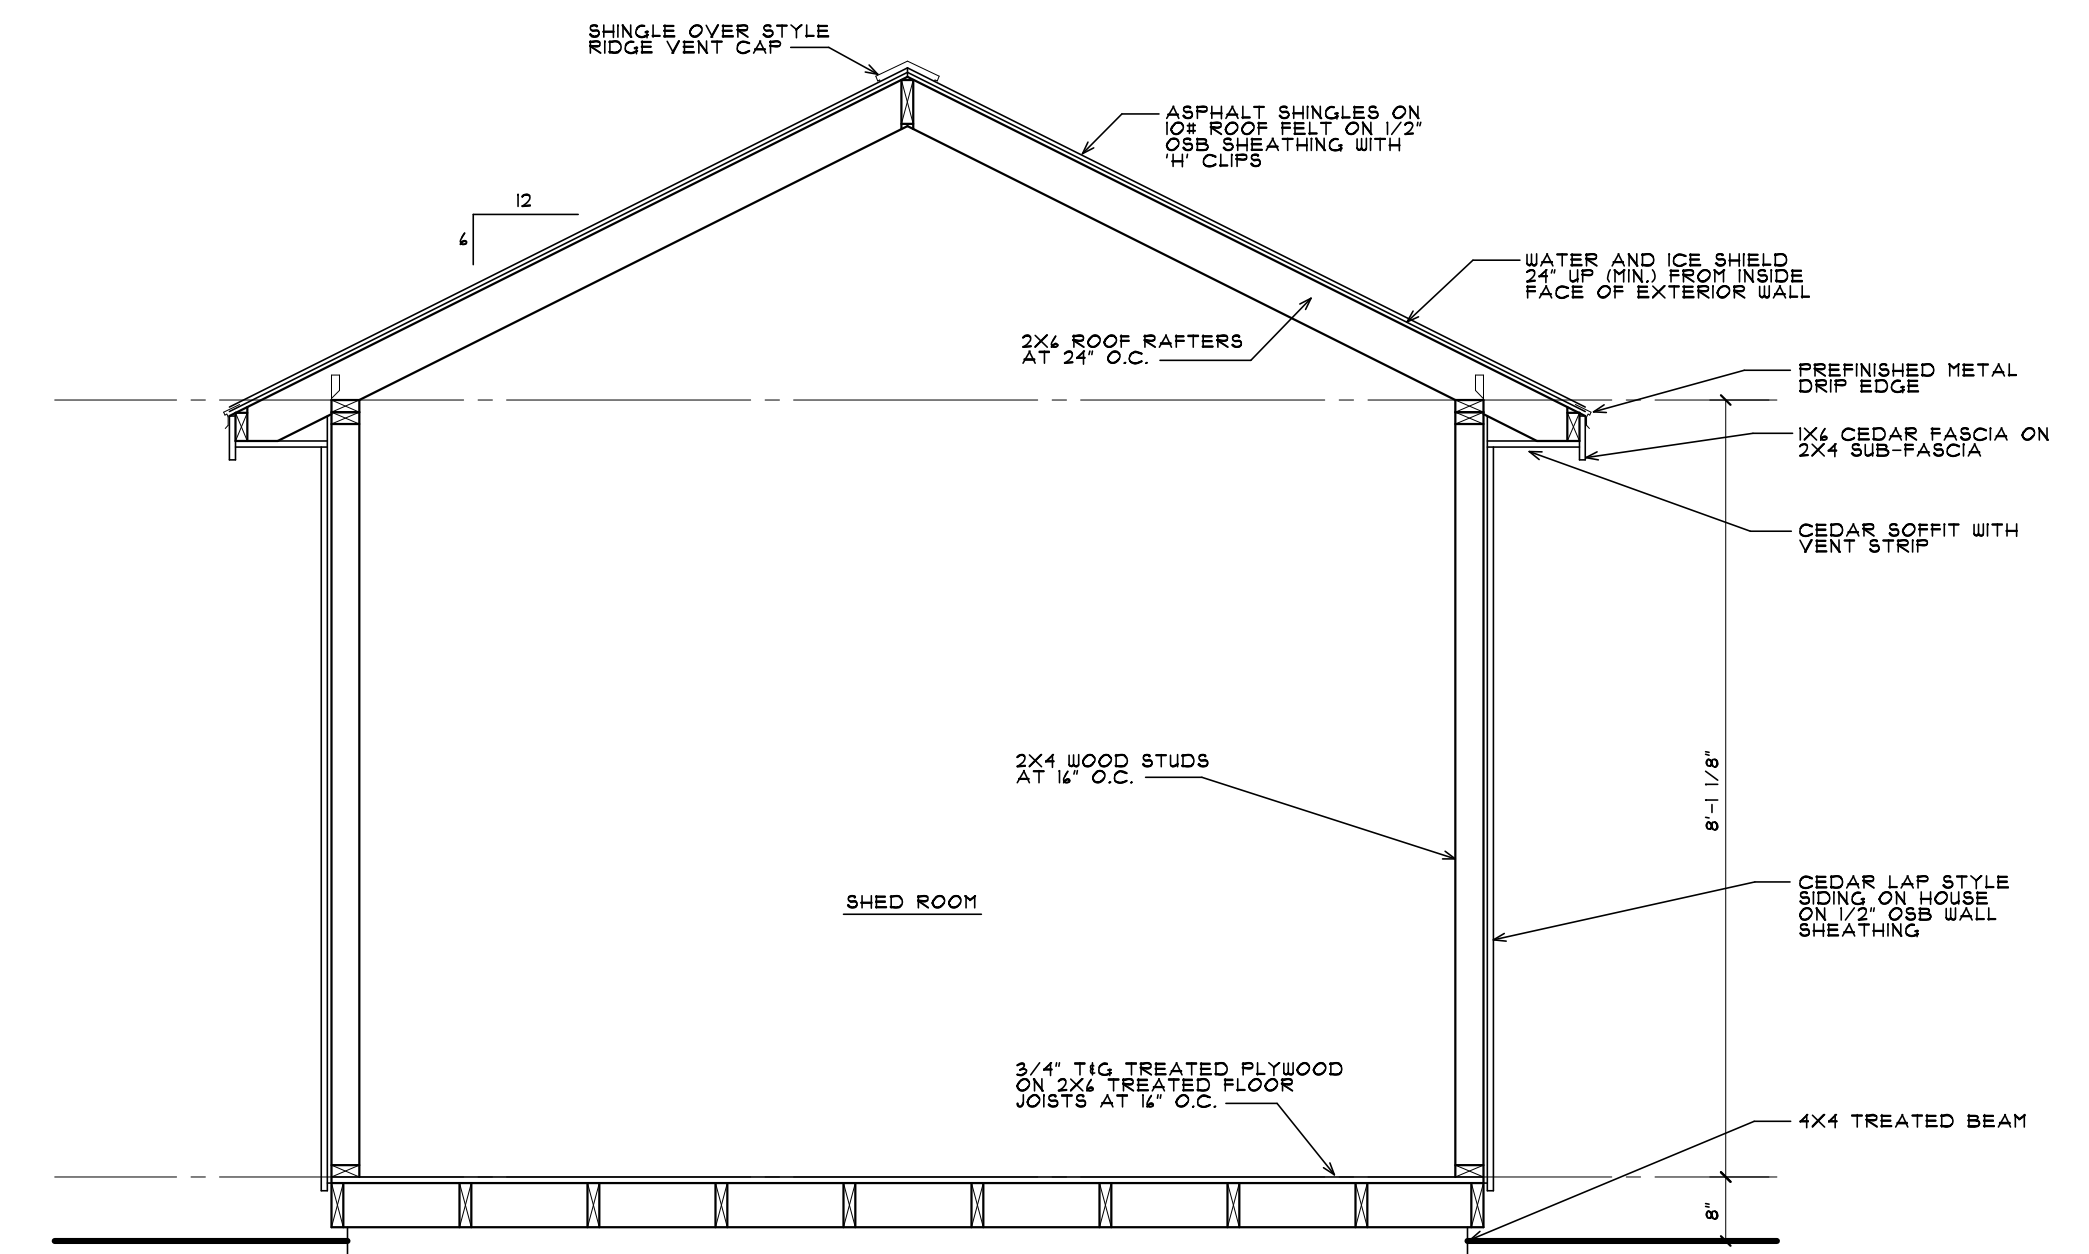 SHINGLE OVER STYLE
RIDGE VENT CAP
ASPHALT SHINGLES ON
10# ROOF FELT ON 1/2"
OSB SHEATHING WITH
'H' CLIPS
12
6
WATER AND ICE SHIELD
24" UP (MIN.) FROM INSIDE
FACE OF EXTERIOR WALL
2X6 ROOF RAFTERS
AT 24" O.C.
PREFINISHED METAL
DRIP EDGE
1X6 CEDAR FASCIA ON
2X4 SUB-FASCIA
CEDAR SOFFIT WITH
VENT STRIP
2X4 WOOD STUDS
AT 16" O.C.
8'-1 1/8"
SHED ROOM
CEDAR LAP STYLE
SIDING ON HOUSE
ON 1/2" OSB WALL
SHEATHING
3/4" T&G TREATED PLYWOOD
ON 2X6 TREATED FLOOR
JOISTS AT 16" O.C.
4X4 TREATED BEAM
8"